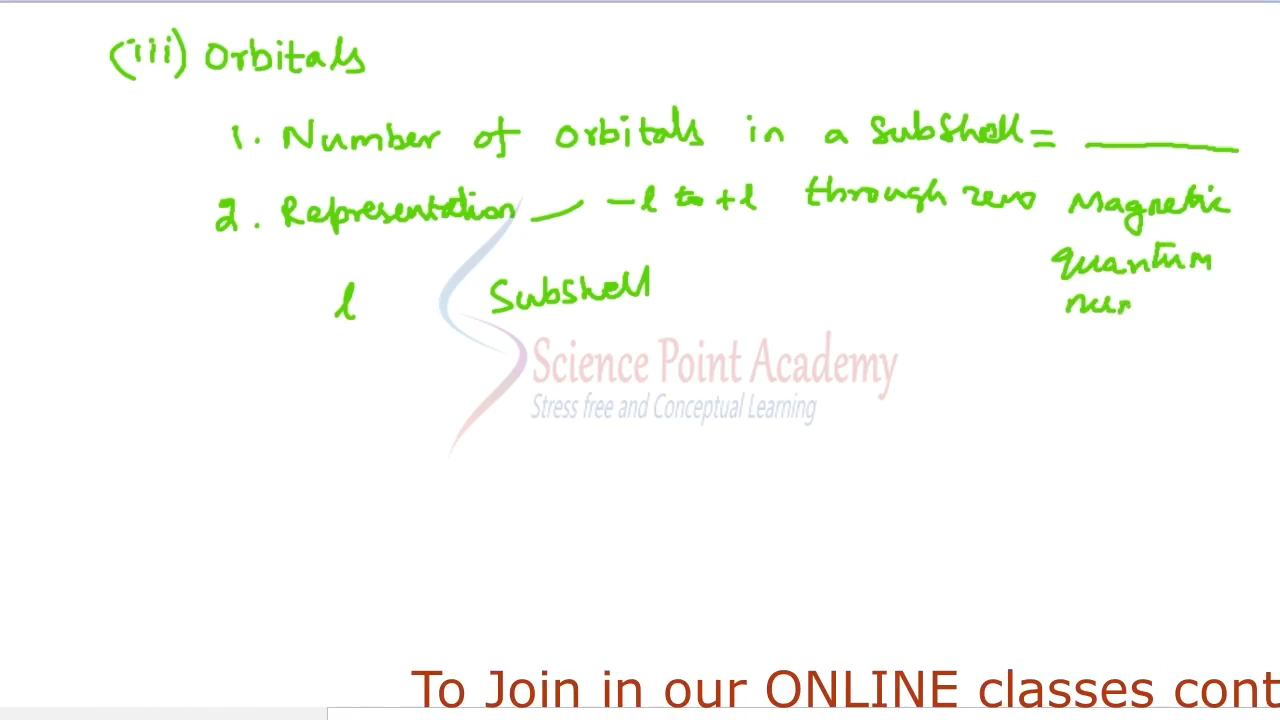 (iii) Orbitals
1. Number of orbitals in a subshell = ______
2. Representation — -l to +l through zero Magnetic
quantum
num
l Subshell
Science Point Academy
Stress free and Conceptual Learning
To Join in our ONLINE classes cont